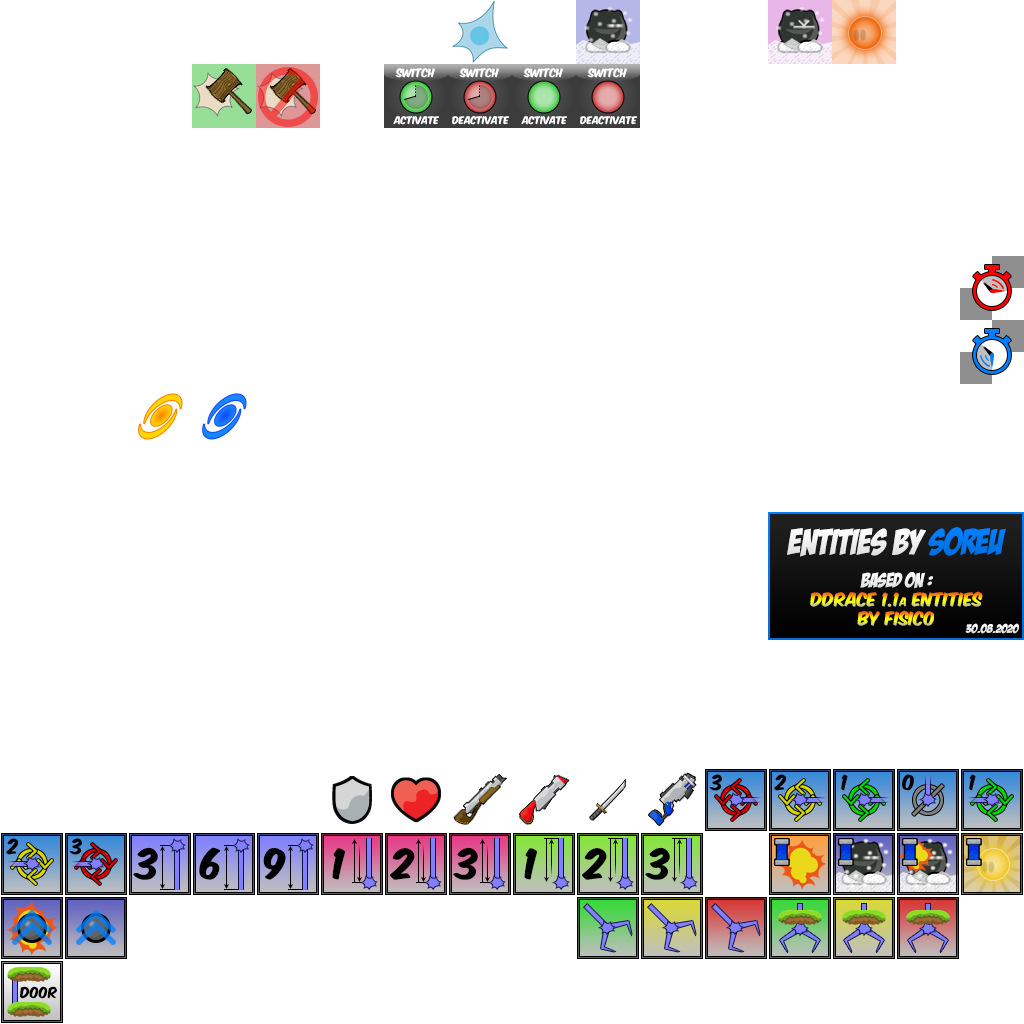 SWITCH SWITCH SWITCH SWITCH
ACTIVATE DEACTIVATE ACTIVATE DEACTIVATE
ENTITIES BY SOREU
BASED ON :
DDRACE 1.1A ENTITIES
BY FISICO
30.08.2020
3 2 1 0 1
2 3 3 6 9 1 2 3 1 2 3
DOOR